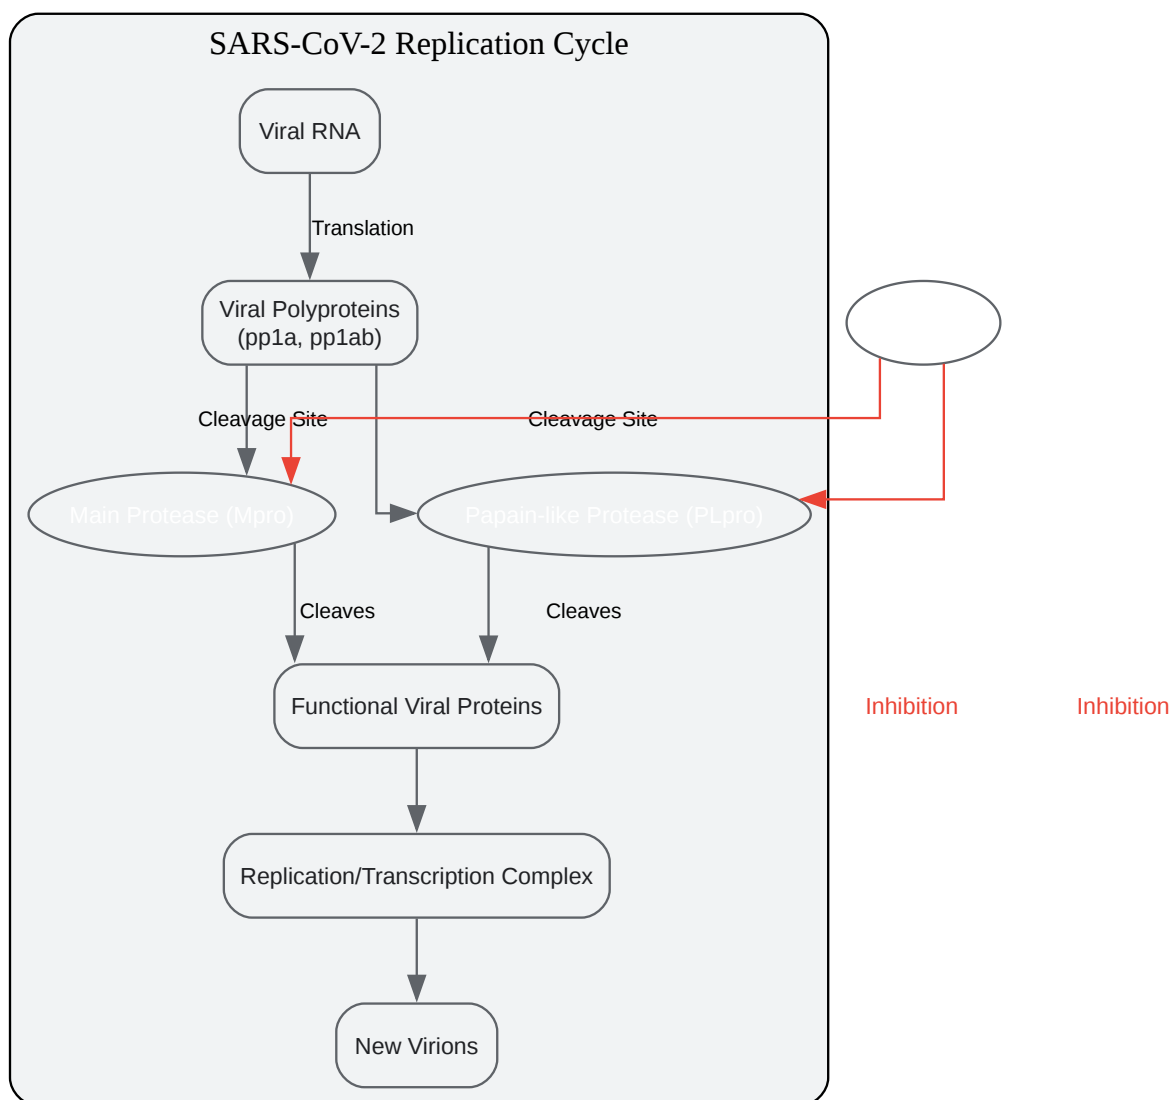 SARS-CoV-2 Replication Cycle
Viral RNA
Translation
Viral Polyproteins
(pp1a, pp1ab)
Cleavage Site
Cleavage Site
Main Protease (Mpro)
Papain-like Protease (PLpro)
Cleaves
Cleaves
Functional Viral Proteins
Inhibition
Inhibition
Replication/Transcription Complex
New Virions